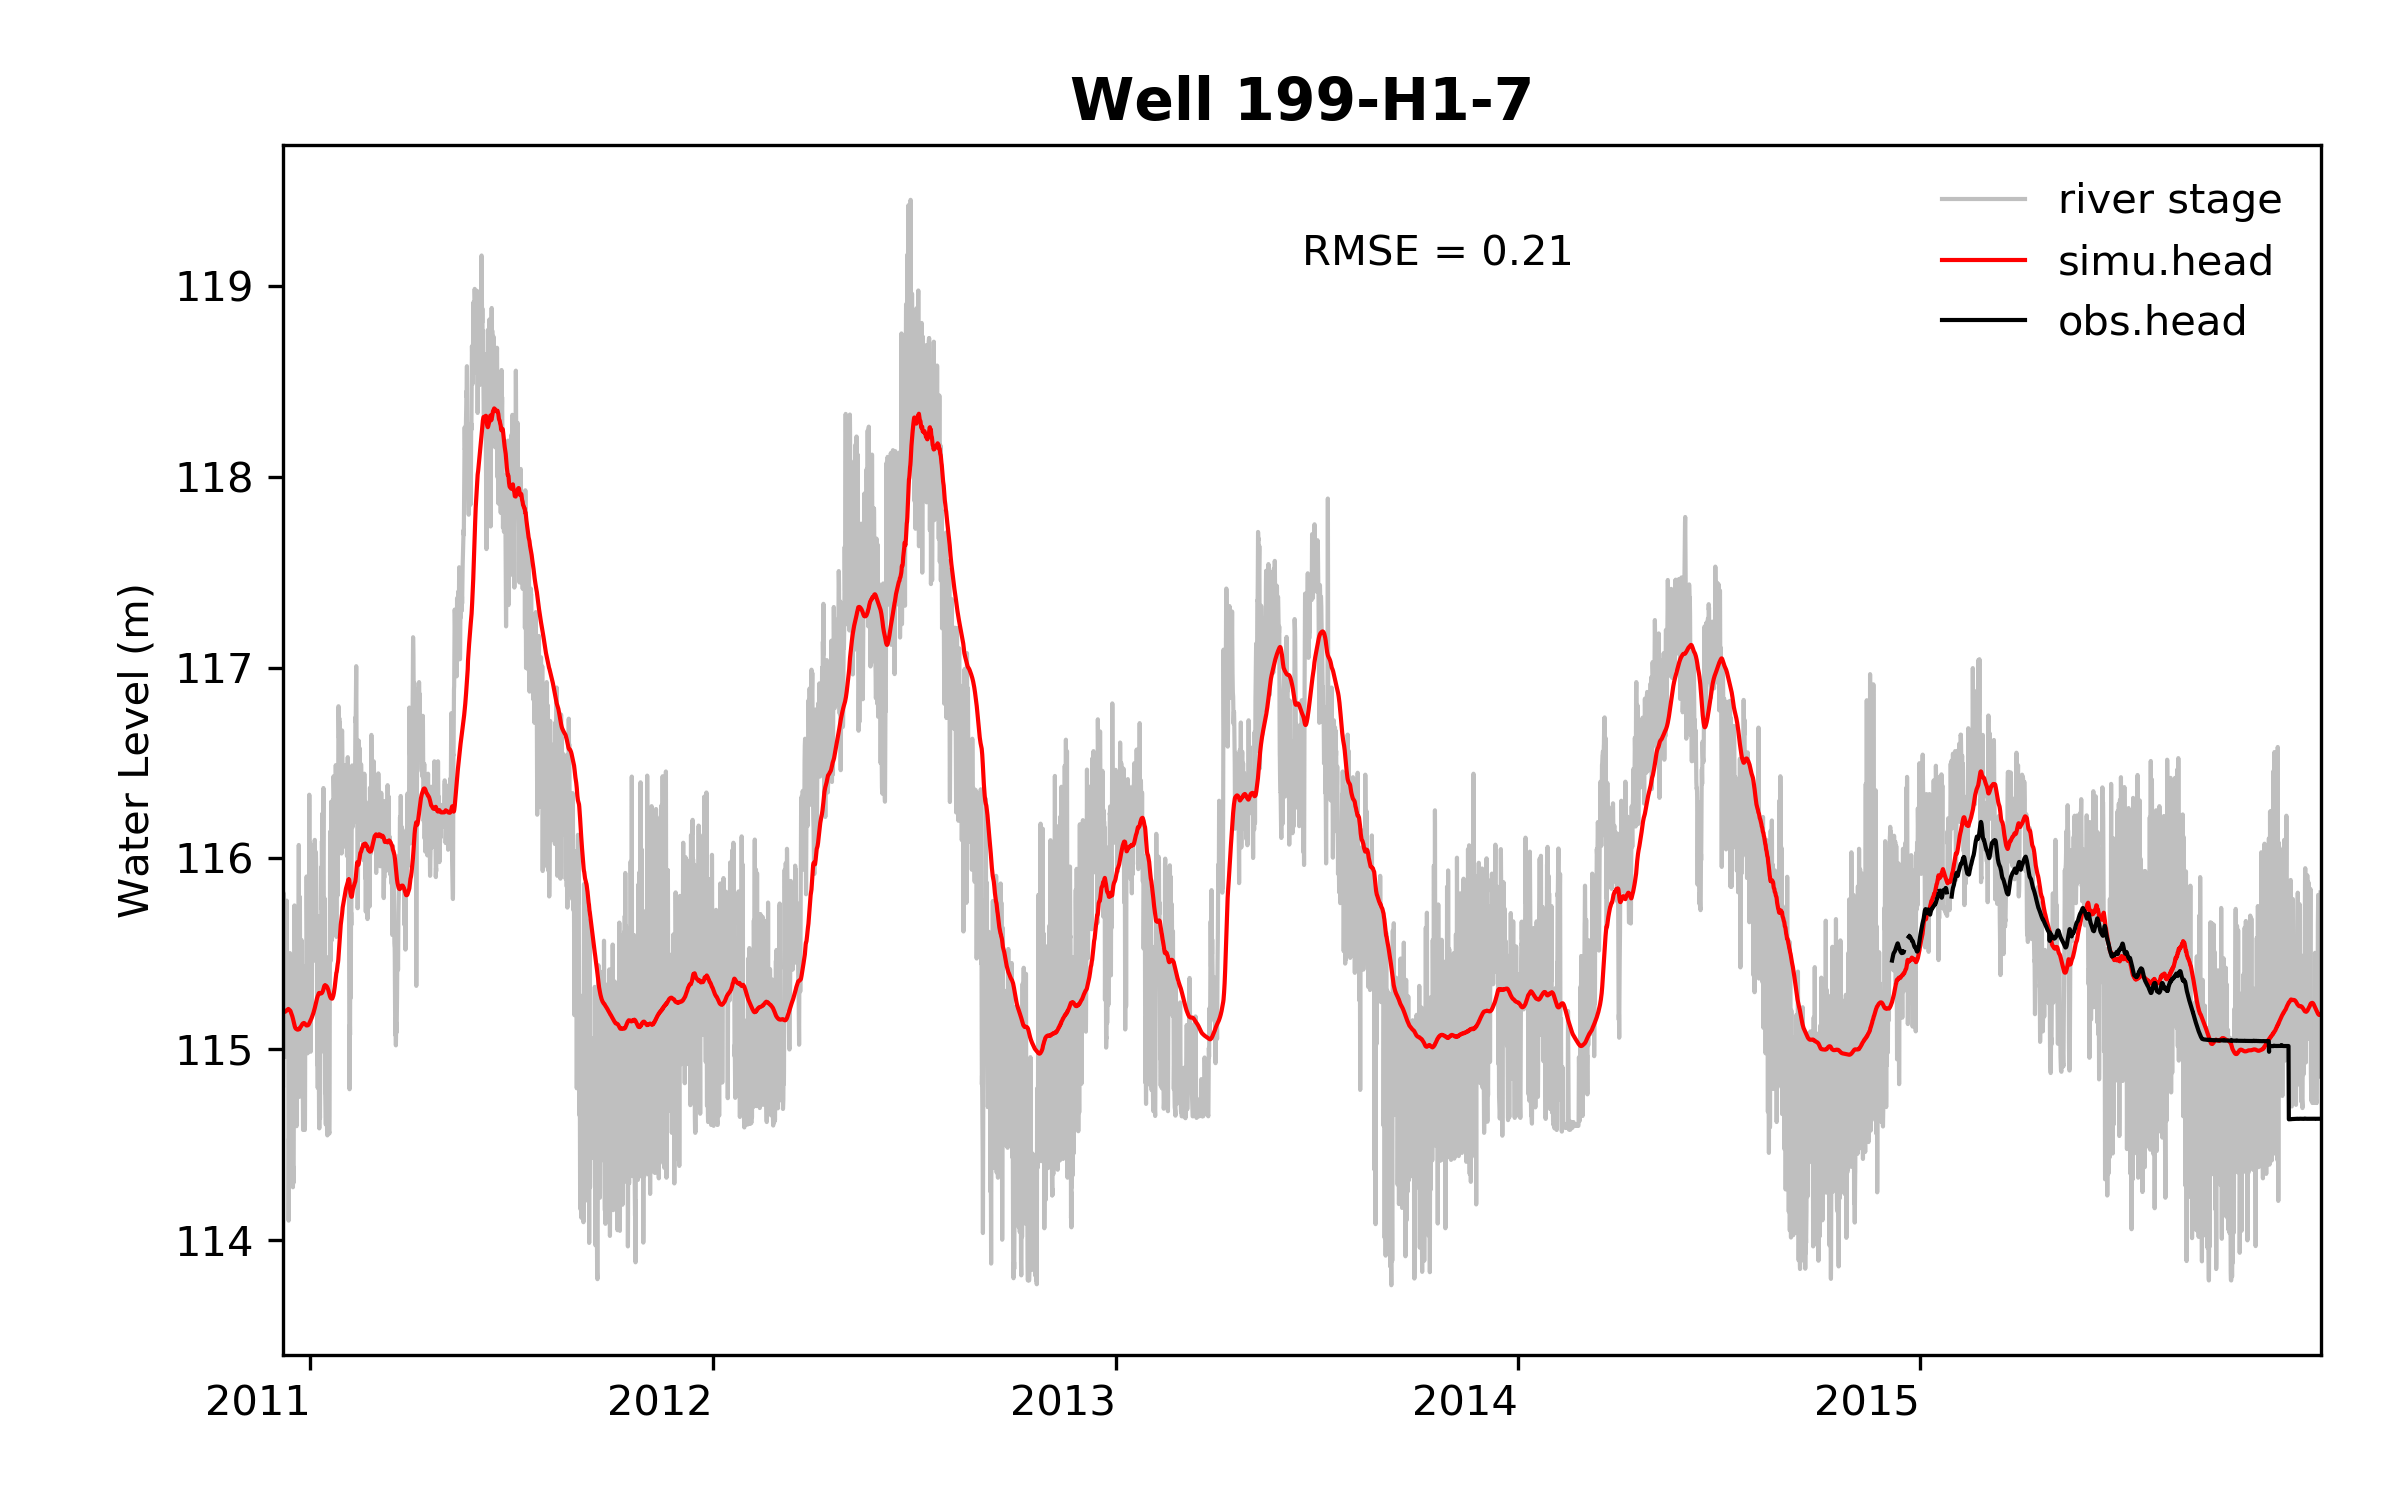 Well 199-H1-7
RMSE = 0.21
river stage
simu.head
obs.head
Water Level (m)
119
118
117
116
115
114
2011
2012
2013
2014
2015